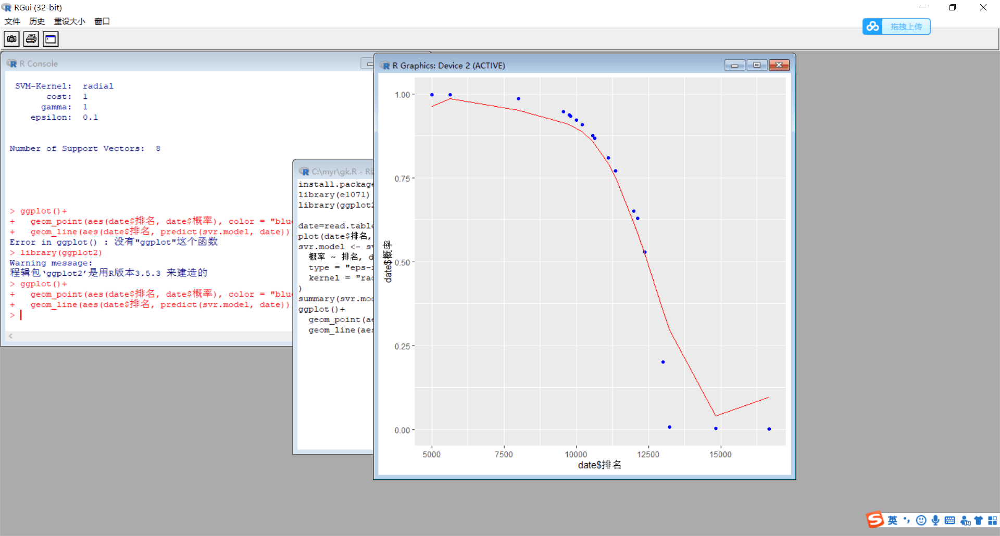 RGui (32-bit)
文件 历史 重设大小 窗口
拖拽上传
R Console
SVM-Kernel:  radial
cost:  1
gamma:  1
epsilon:  0.1
Number of Support Vectors:  8
> ggplot()+
+   geom_point(aes(date$排名, date$概率), color = "blue
+   geom_line(aes(date$排名, predict(svr.model, date))
Error in ggplot() : 没有"ggplot"这个函数
> library(ggplot2)
Warning message:
程辑包‘ggplot2’是用R版本3.5.3 来建造的
> ggplot()+
+   geom_point(aes(date$排名, date$概率), color = "blue
+   geom_line(aes(date$排名, predict(svr.model, date))
>
C:\myr\gk.R - R
install.package
library(e1071)
library(ggplot2
date=read.table
plot(date$排名,
svr.model <- sv
概率 ~ 排名, d
type = "eps-r
kernel = "rad
)
summary(svr.mod
ggplot()+
geom_point(ae
geom_line(aes
R Graphics: Device 2 (ACTIVE)
1.00
0.75
0.50
0.25
0.00
date$概率
5000 7500 10000 12500 15000
date$排名
英